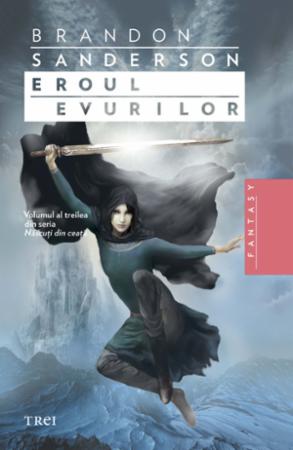 BRANDON
SANDERSON
EROUL
EVURILOR
Volumul al treilea
din seria
Născuți din ceață
FANTASY
TREI